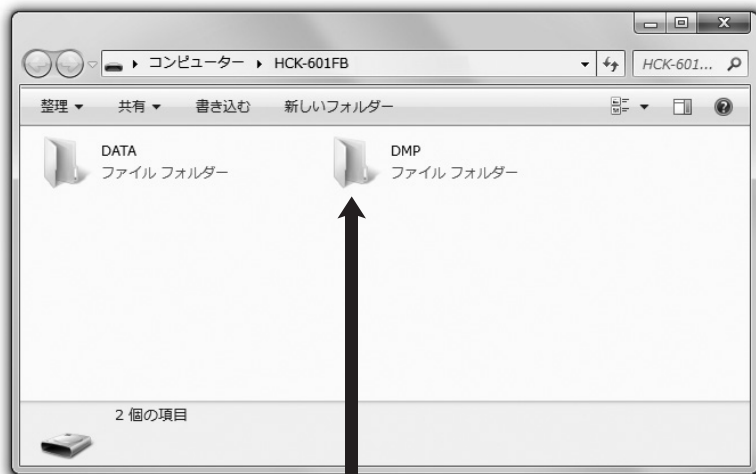 コンピューター HCK-601FB HCK-601...
整理 共有 書き込む 新しいフォルダー
DATA DMP
ファイル フォルダー ファイル フォルダー
2 個の項目